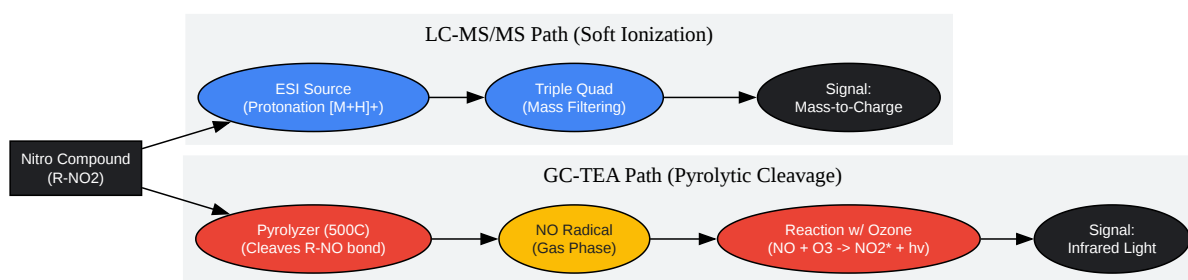 LC-MS/MS Path (Soft Ionization)
ESI Source
(Protonation [M+H]+)
Triple Quad
(Mass Filtering)
Signal:
Mass-to-Charge
Nitro Compound
(R-NO2)
GC-TEA Path (Pyrolytic Cleavage)
Pyrolyzer (500C)
(Cleaves R-NO bond)
NO Radical
(Gas Phase)
Reaction w/ Ozone
(NO + O3 -> NO2* + hv)
Signal:
Infrared Light